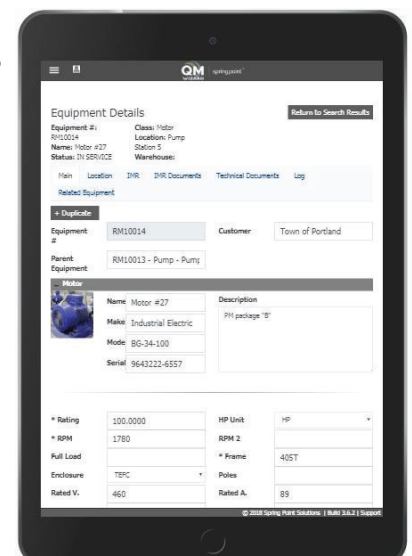 QM
works
springpoint
Equipment Details
Return to Search Results
Equipment #: RM10014
Class: Motor
Location: Pump Station 5
Name: Motor #27
Status: IN SERVICE
Warehouse:
Main Location IMR IMR Documents Technical Documents Log
Related Equipment
+ Duplicate
Equipment # RM10014 Customer Town of Portland
Parent Equipment RM10013 - Pump - Pump
Motor
Name Motor #27 Description
Make Industrial Electric PM package "B"
Mode BG-34-100
Serial 9643222-6557
* Rating 100.0000 HP Unit HP
* RPM 1780 RPM 2
Full Load * Frame 405T
Enclosure TEFC Poles
Rated V. 460 Rated A. 89
© 2018 Spring Point Solutions | Build 3.6.2 | Support